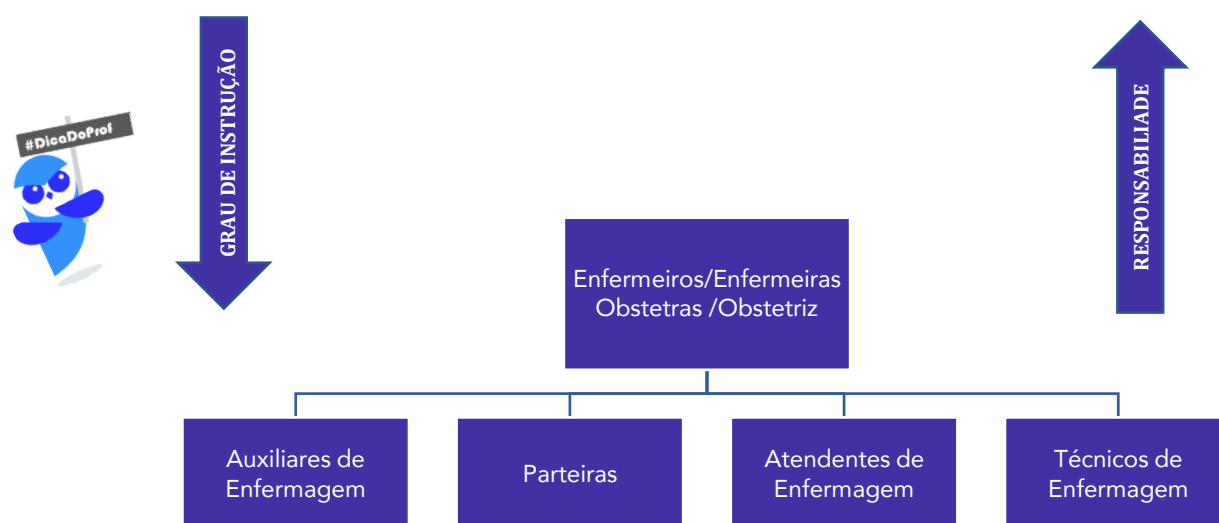 #DicaDoProf
GRAU DE INSTRUÇÃO
RESPONSABILIADE
Enfermeiros/Enfermeiras
Obstetras /Obstetriz
Auxiliares de
Enfermagem
Parteiras
Atendentes de
Enfermagem
Técnicos de
Enfermagem